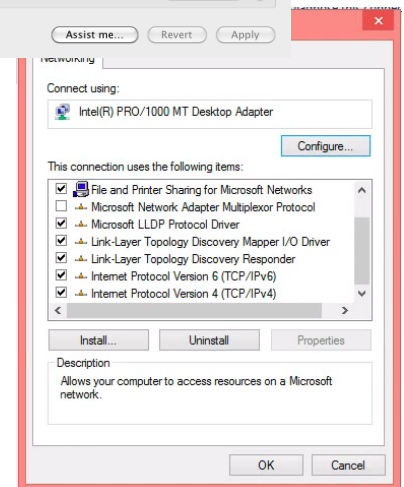 Assist me... Revert Apply
Networking
Connect using:
Intel(R) PRO/1000 MT Desktop Adapter
Configure...
This connection uses the following items:
File and Printer Sharing for Microsoft Networks
Microsoft Network Adapter Multiplexor Protocol
Microsoft LLDP Protocol Driver
Link-Layer Topology Discovery Mapper I/O Driver
Link-Layer Topology Discovery Responder
Internet Protocol Version 6 (TCP/IPv6)
Internet Protocol Version 4 (TCP/IPv4)
Install... Uninstall Properties
Description
Allows your computer to access resources on a Microsoft
network.
OK Cancel